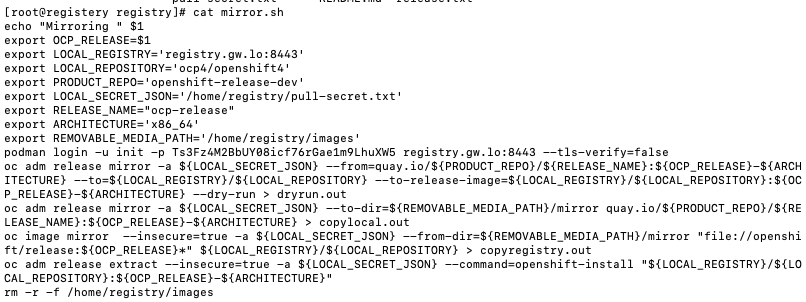 [root@registery registry]# cat mirror.sh
echo "Mirroring " $1
export OCP_RELEASE=$1
export LOCAL_REGISTRY='registry.gw.lo:8443'
export LOCAL_REPOSITORY='ocp4/openshift4'
export PRODUCT_REPO='openshift-release-dev'
export LOCAL_SECRET_JSON='/home/registry/pull-secret.txt'
export RELEASE_NAME="ocp-release"
export ARCHITECTURE='x86_64'
export REMOVABLE_MEDIA_PATH='/home/registry/images'
podman login -u init -p Ts3Fz4M2BbUY08icf76rGae1m9LhuXW5 registry.gw.lo:8443 --tls-verify=false
oc adm release mirror -a ${LOCAL_SECRET_JSON} --from=quay.io/${PRODUCT_REPO}/${RELEASE_NAME}:${OCP_RELEASE}-${ARCH
ITECTURE} --to=${LOCAL_REGISTRY}/${LOCAL_REPOSITORY} --to-release-image=${LOCAL_REGISTRY}/${LOCAL_REPOSITORY}:${OC
P_RELEASE}-${ARCHITECTURE} --dry-run > dryrun.out
oc adm release mirror -a ${LOCAL_SECRET_JSON} --to-dir=${REMOVABLE_MEDIA_PATH}/mirror quay.io/${PRODUCT_REPO}/${RE
LEASE_NAME}:${OCP_RELEASE}-${ARCHITECTURE} > copylocal.out
oc image mirror  --insecure=true -a ${LOCAL_SECRET_JSON} --from-dir=${REMOVABLE_MEDIA_PATH}/mirror "file://openshi
ft/release:${OCP_RELEASE}*" ${LOCAL_REGISTRY}/${LOCAL_REPOSITORY} > copyregistry.out
oc adm release extract --insecure=true -a ${LOCAL_SECRET_JSON} --command=openshift-install "${LOCAL_REGISTRY}/${LO
CAL_REPOSITORY}:${OCP_RELEASE}-${ARCHITECTURE}"
rm -r -f /home/registry/images